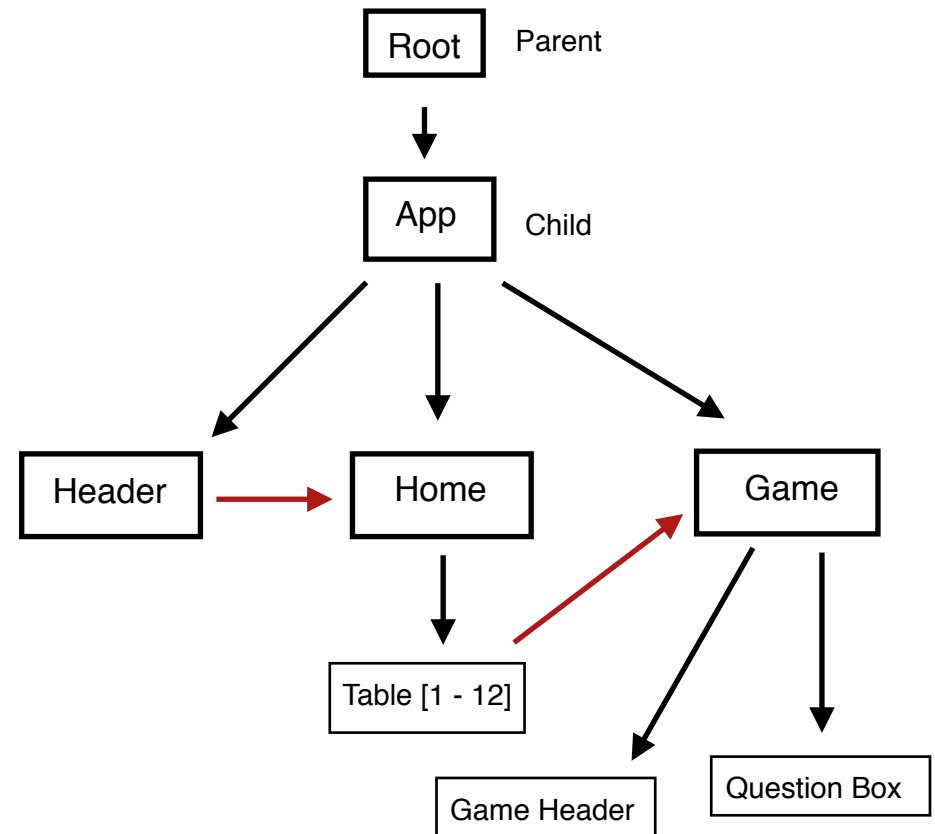 Root
Parent
App
Child
Header
Home
Game
Table [1 - 12]
Game Header
Question Box